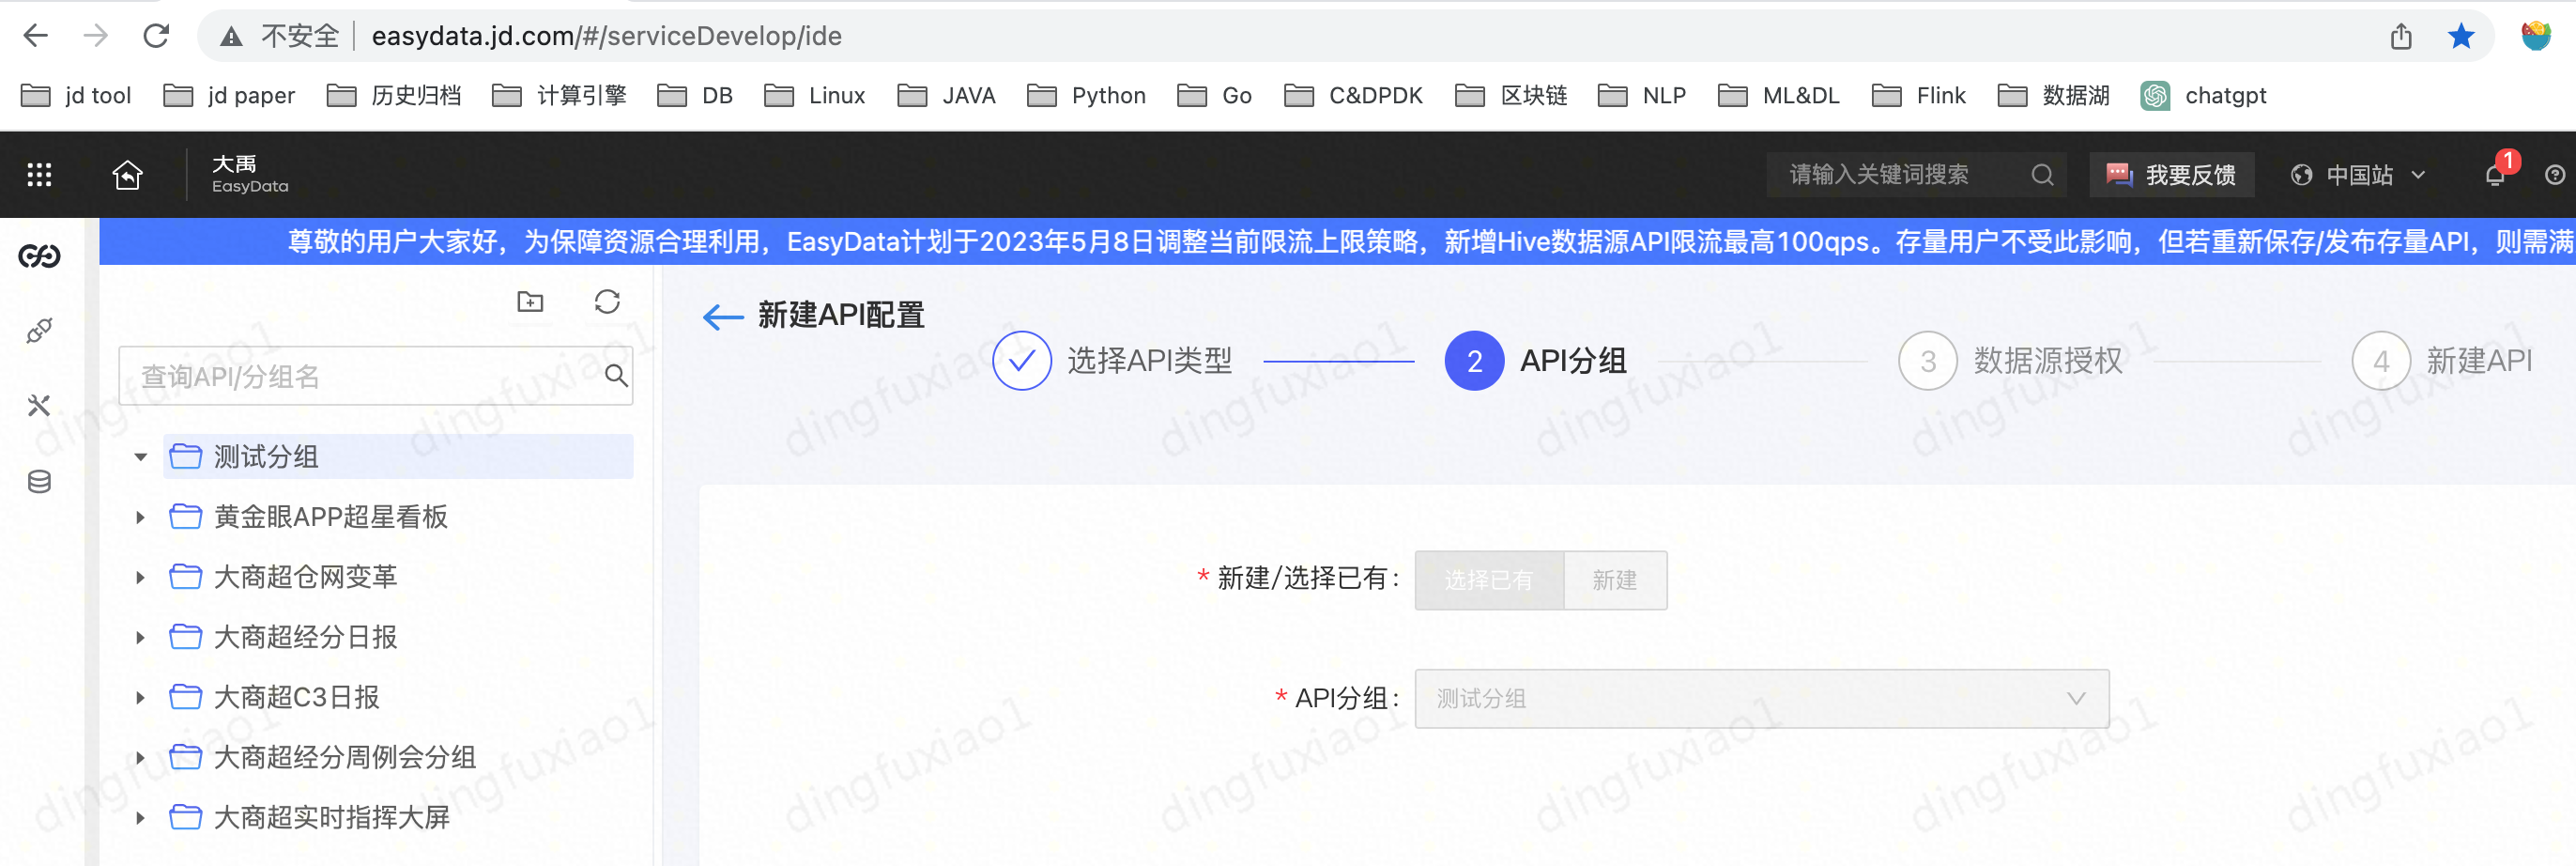 不安全 easydata.jd.com/#/serviceDevelop/ide
jd tool jd paper 历史归档 计算引擎 DB Linux JAVA Python Go C&DPDK 区块链 NLP ML&DL Flink 数据湖 chatgpt
大禹
EasyData
请输入关键词搜索 我要反馈 中国站 1
尊敬的用户大家好，为保障资源合理利用，EasyData计划于2023年5月8日调整当前限流上限策略，新增Hive数据源API限流最高100qps。存量用户不受此影响，但若重新保存/发布存量API，则需满
新建API配置
选择API类型 2 API分组 3 数据源授权 4 新建API
查询API/分组名
测试分组
黄金眼APP超星看板
大商超仓网变革
大商超经分日报
大商超C3日报
大商超经分周例会分组
大商超实时指挥大屏
* 新建/选择已有: 选择已有 新建
* API分组: 测试分组
dingfuxiao1 dingfuxiao1 dingfuxiao1 dingfuxiao1 dingfuxiao1 dingfuxiao1 dingfuxiao1
dingfuxiao1 dingfuxiao1 dingfuxiao1 dingfuxiao1 dingfuxiao1 dingfuxiao1 dingfuxiao1